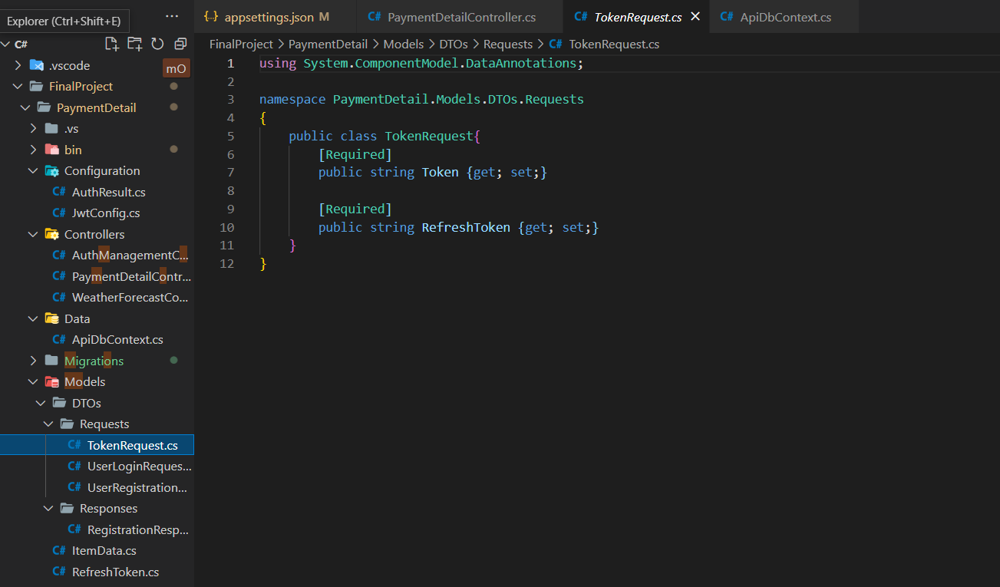 Explorer (Ctrl+Shift+E)
...
{..} appsettings.json M
C# PaymentDetailController.cs
C# TokenRequest.cs
C# ApiDbContext.cs
C#
mO
.vscode
FinalProject
PaymentDetail
.vs
bin
Configuration
C# AuthResult.cs
C# JwtConfig.cs
Controllers
C# AuthManagementC...
C# PaymentDetailContr...
C# WeatherForecastCo...
Data
C# ApiDbContext.cs
Migrations
Models
DTOs
Requests
C# TokenRequest.cs
C# UserLoginReques...
C# UserRegistration...
Responses
C# RegistrationResp...
C# ItemData.cs
C# RefreshToken.cs
FinalProject > PaymentDetail > Models > DTOs > Requests > C# TokenRequest.cs
1 using System.ComponentModel.DataAnnotations;
2
3 namespace PaymentDetail.Models.DTOs.Requests
4 {
5 public class TokenRequest{
6 [Required]
7 public string Token {get; set;}
8
9 [Required]
10 public string RefreshToken {get; set;}
11 }
12 }